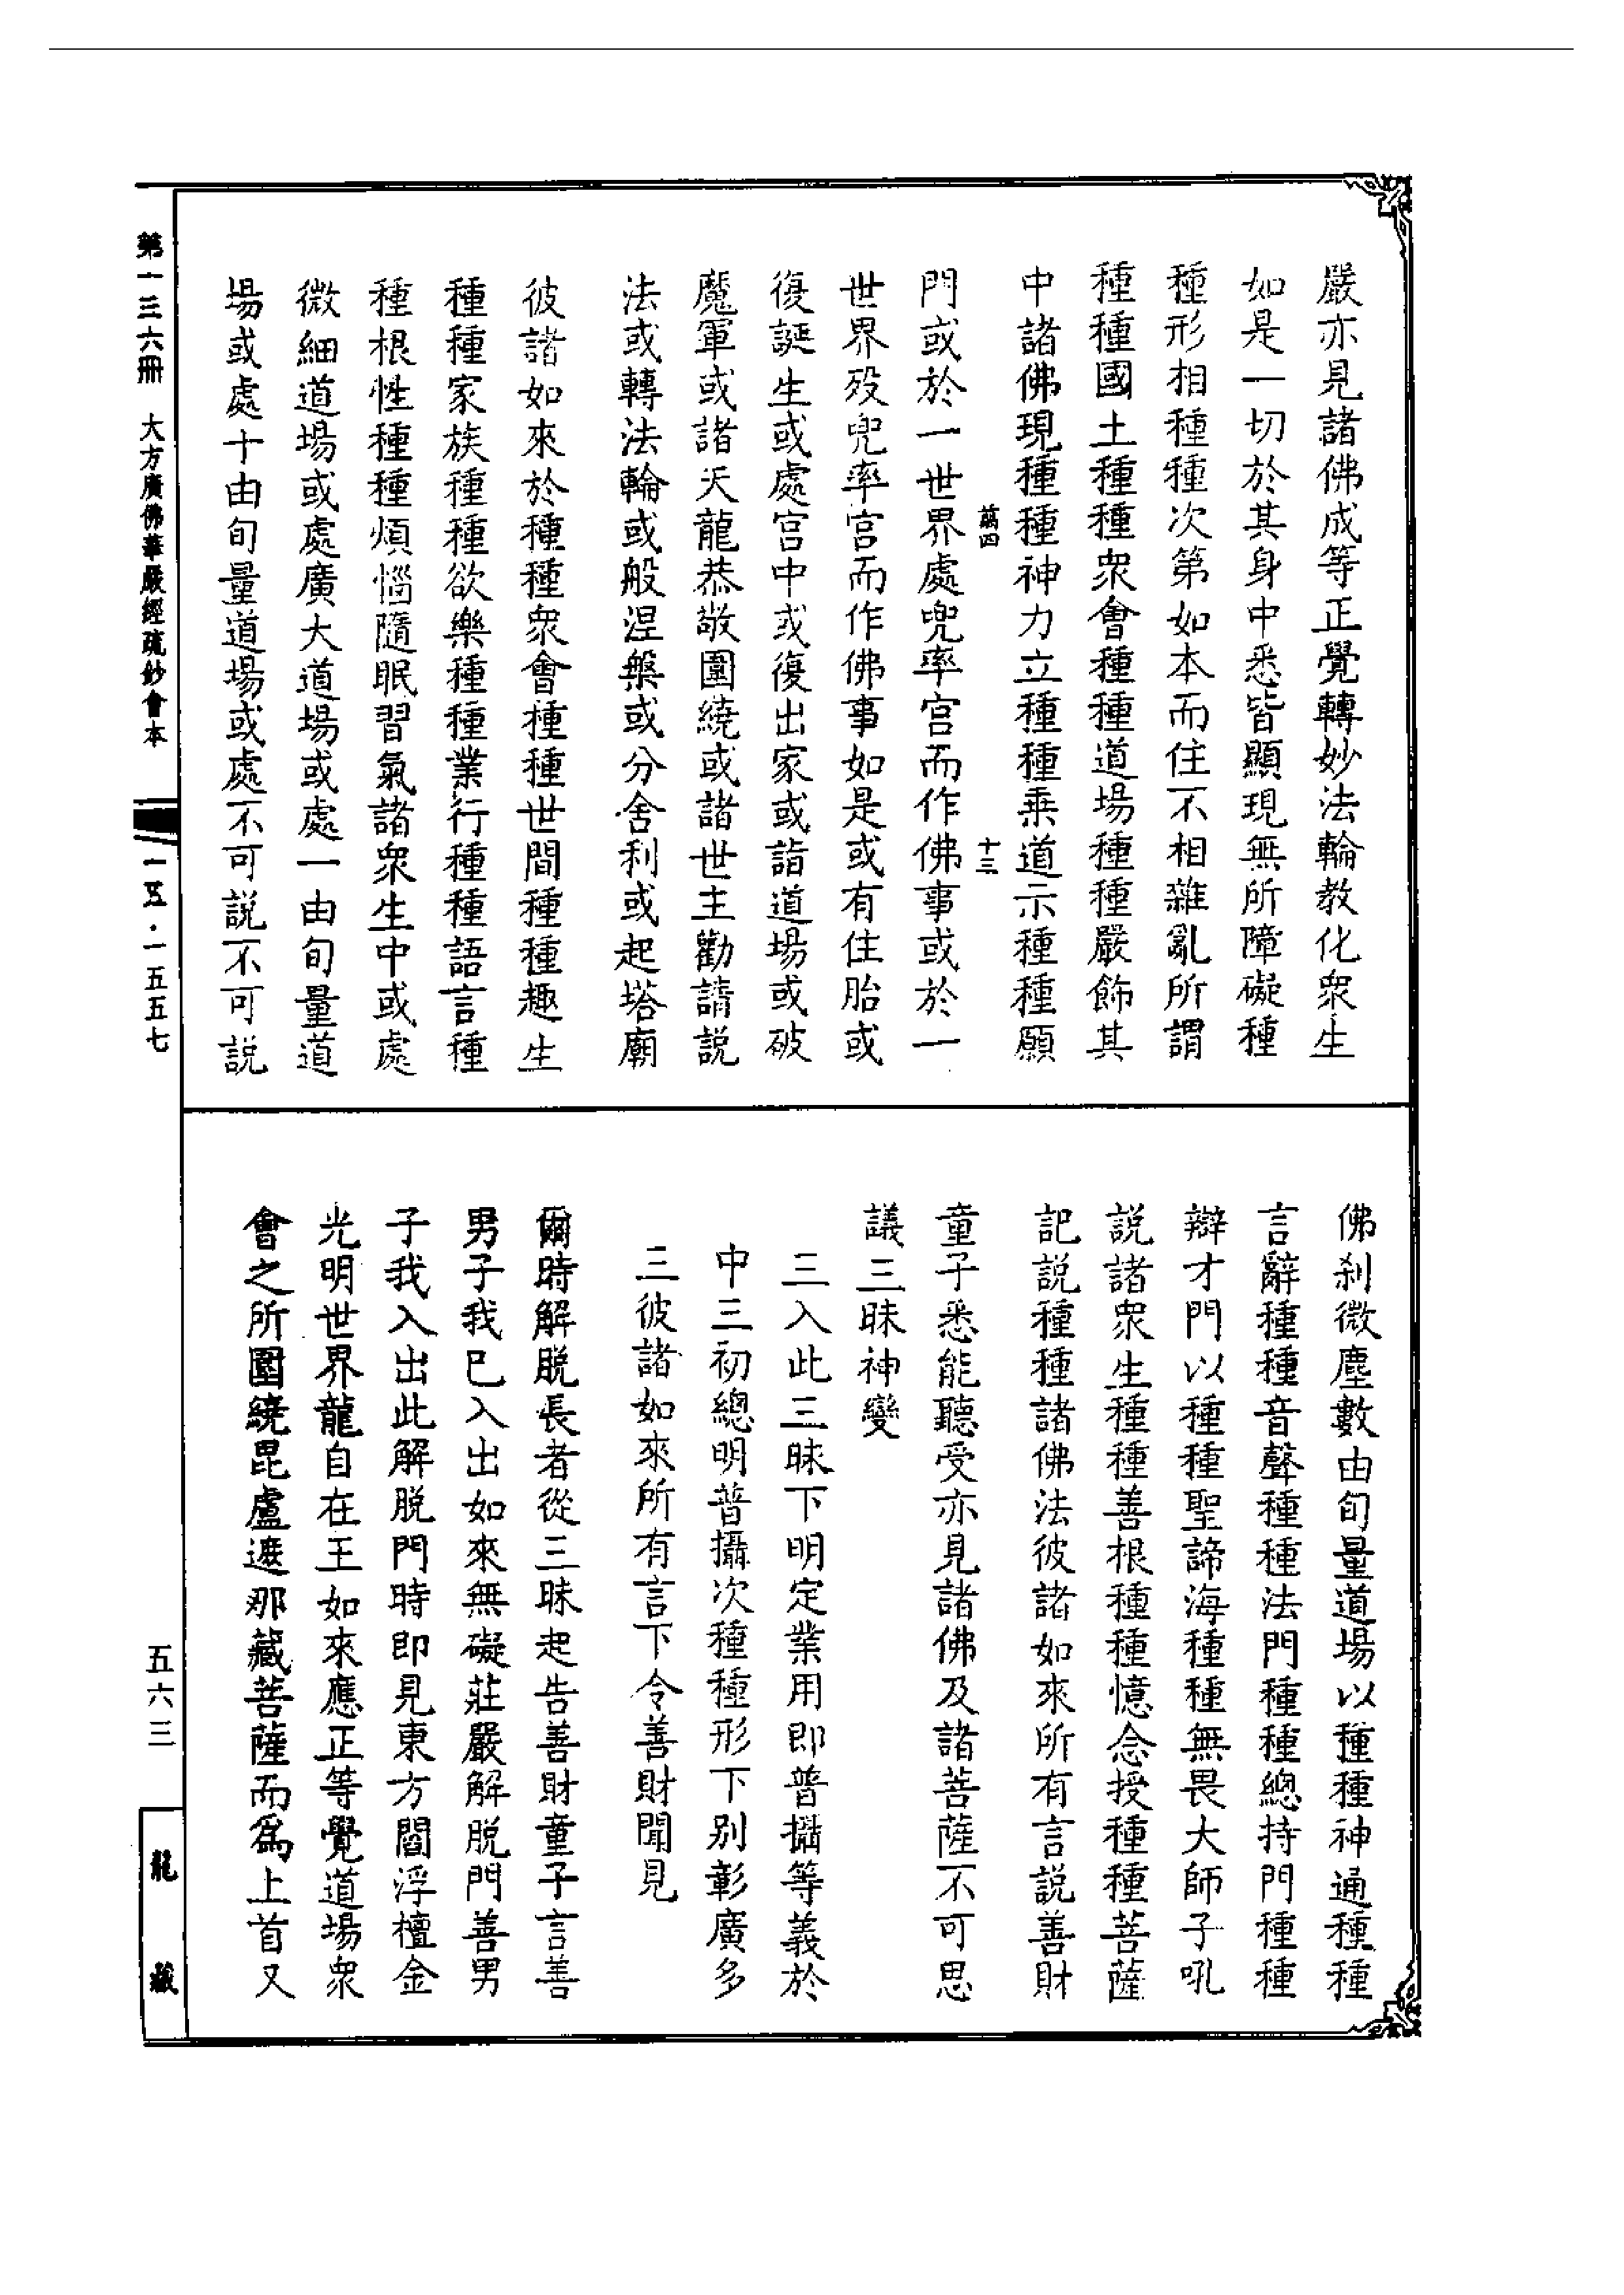 嚴亦見諸佛成等正覺轉妙法輪教化衆生
如是一切於其身中悉皆顯現無所障礙種
種形相種種次第如本而住不相雜亂所謂
種種國土種種衆會種種道場種種嚴飾其
中諸佛現種種神力立種種乘道示種種願
十三
門或於一世界處兜率宮而作佛事或於一
世界歿兜率宮而作佛事如是或有住胎或
復誕生或處宮中或復出家或詣道場或破
魔軍或諸天龍恭敬圍繞或諸世主勸請說
法或轉法輪或般涅槃或分舍利或起塔廟
彼諸如來於種種衆會種種世間種種趣生
種種家族種種欲樂種種業行種種語言種
種根性種種煩惱隨眠習氣諸衆生中或處
微細道場或處廣大道場或處一由旬量道
場或處十由旬量道場或處不可說不可說
佛刹微塵數由旬量道場以種種神通種種
言辭種種音聲種種法門種種總持門種種
辯才門以種種聖諦海種種無畏大師子吼
說諸衆生種種善根種種憶念授種種菩薩
記說種種諸佛法彼諸如來所有言說善財
童子悉能聽受亦見諸佛及諸菩薩不可思
議三昧神變
三入此三昧下明定業用即普攝等義於
中三初總明普攝次種種形下別彰廣多
三彼諸如來所有言下令善財聞見
爾時解脫長者從三昧起告善財童子言善
男子我已入出如來無礙莊嚴解脫門善男
子我入出此解脫門時即見東方閻浮檀金
光明世界龍自在王如來應正等覺道場衆
會之所圍繞毘盧遮那藏菩薩而爲上首又
第一三六冊 大方廣佛華嚴經疏鈔會本
一五五七
五六三
龍藏